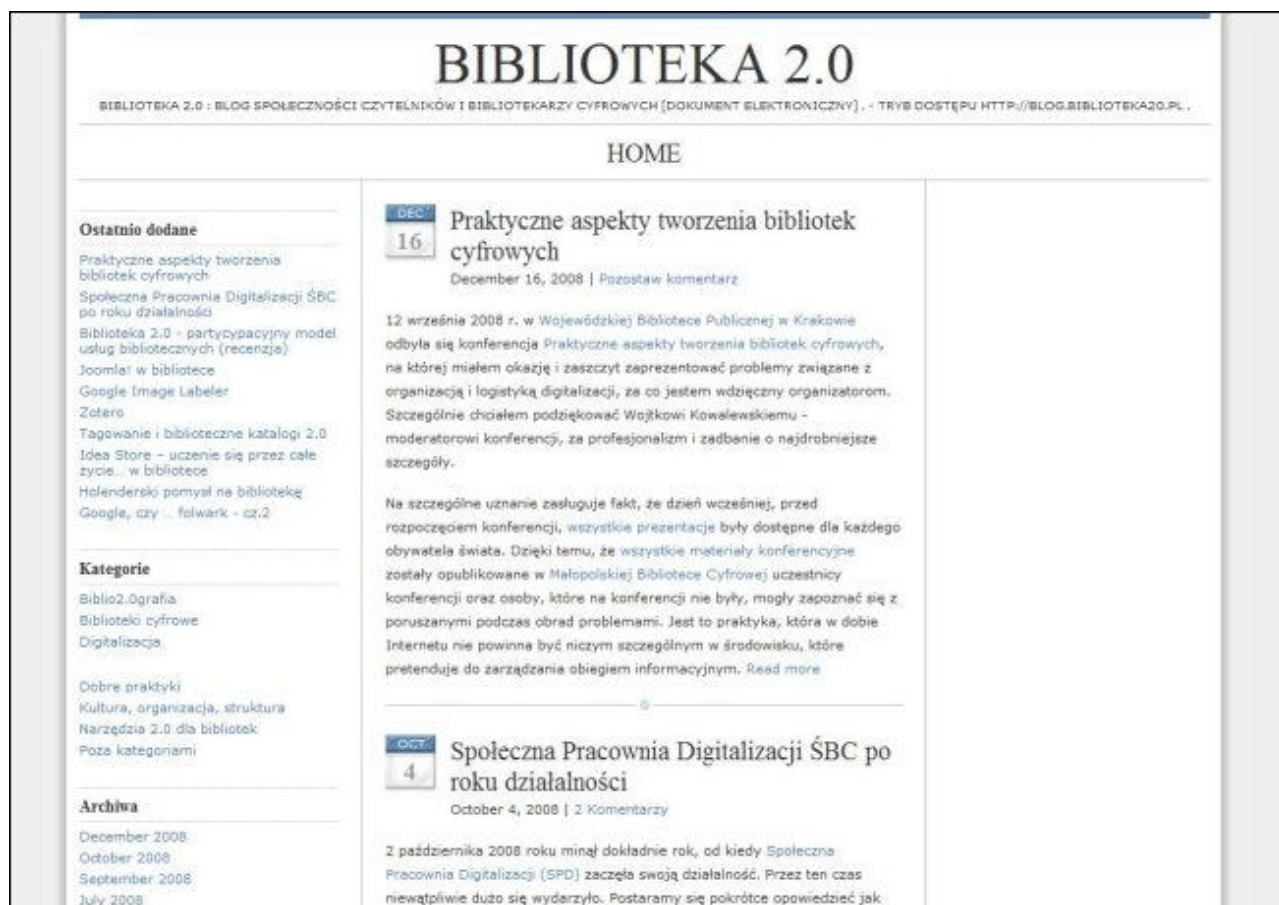 BIBLIOTEKA 2.0
BIBLIOTEKA 2.0 : BLOG SPOŁECZNOŚCI CZYTELNIKÓW I BIBLIOTEKARZY CYFROWYCH [DOKUMENT ELEKTRONICZNY] . - TRYB DOSTĘPU HTTP://BLOG.BIBLIOTEKA20.PL .
HOME
Ostatnio dodane
Praktyczne aspekty tworzenia
bibliotek cyfrowych
Społeczna Pracownia Digitalizacji ŚBC
po roku działalności
Biblioteka 2.0 - partycypacyjny model
usług bibliotecznych (recenzja)
Joomla! w bibliotece
Google Image Labeler
Zotero
Tagowanie i biblioteczne katalogi 2.0
Idea Store – uczenie się przez całe
życie... w bibliotece
Holenderski pomysł na bibliotekę
Google, czy ... folwark - cz.2
Kategorie
Biblio2.0grafia
Biblioteki cyfrowe
Digitalizacja
Dobre praktyki
Kultura, organizacja, struktura
Narzędzia 2.0 dla bibliotek
Poza kategoriami
Archiwa
December 2008
October 2008
September 2008
July 2008
DEC
16
Praktyczne aspekty tworzenia bibliotek
cyfrowych
December 16, 2008 | Pozostaw komentarz
12 września 2008 r. w Wojewódzkiej Bibliotece Publicznej w Krakowie
odbyła się konferencja Praktyczne aspekty tworzenia bibliotek cyfrowych,
na której miałem okazję i zaszczyt zaprezentować problemy związane z
organizacją i logistyką digitalizacji, za co jestem wdzięczny organizatorom.
Szczególnie chciałem podziękować Wojtkowi Kowalewskiemu -
moderatorowi konferencji, za profesjonalizm i zadbanie o najdrobniejsze
szczegóły.
Na szczególne uznanie zasługuje fakt, że dzień wcześniej, przed
rozpoczęciem konferencji, wszystkie prezentacje były dostępne dla każdego
obywatela świata. Dzięki temu, że wszystkie materiały konferencyjne
zostały opublikowane w Małopolskiej Bibliotece Cyfrowej uczestnicy
konferencji oraz osoby, które na konferencji nie były, mogły zapoznać się z
poruszanymi podczas obrad problemami. Jest to praktyka, która w dobie
Internetu nie powinna być niczym szczególnym w środowisku, które
pretenduje do zarządzania obiegiem informacyjnym. Read more
OCT
4
Społeczna Pracownia Digitalizacji ŚBC po
roku działalności
October 4, 2008 | 2 Komentarzy
2 października 2008 roku minął dokładnie rok, od kiedy Społeczna
Pracownia Digitalizacji (SPD) zaczęła swoją działalność. Przez ten czas
niewątpliwie dużo się wydarzyło. Postaramy się pokrótce opowiedzieć jak